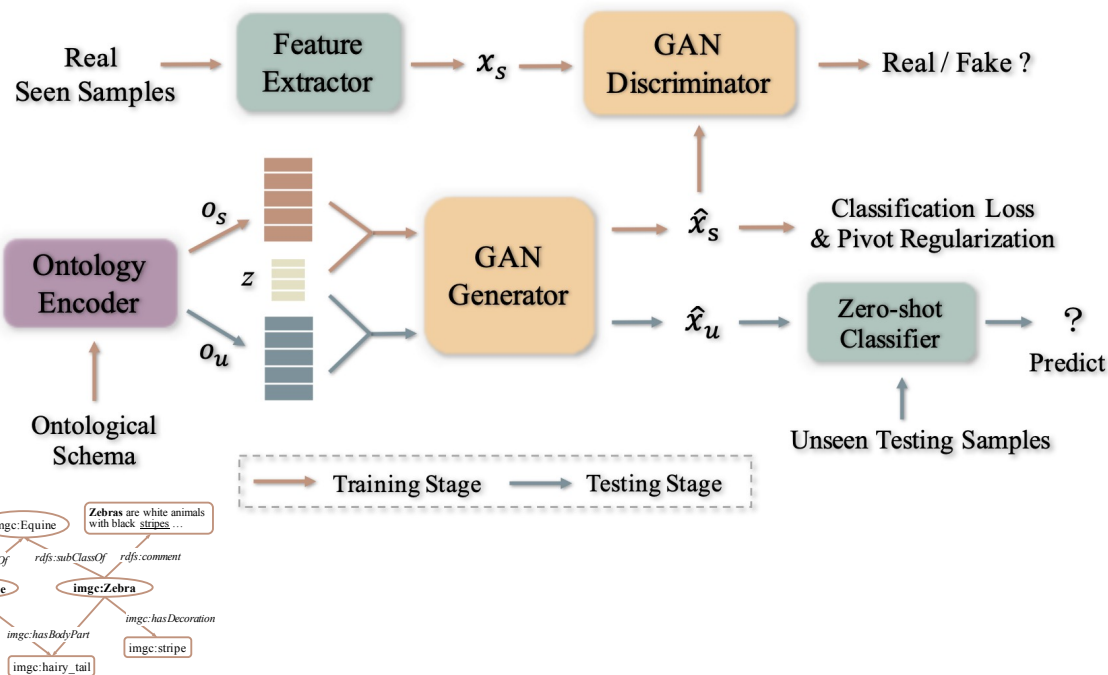 Real
Seen Samples
Feature
Extractor
x_s
GAN
Discriminator
Real / Fake ?
o_s
z
o_u
Ontology
Encoder
GAN
Generator
x̂_s
Classification Loss
& Pivot Regularization
x̂_u
Zero-shot
Classifier
?
Predict
Ontological
Schema
Unseen Testing Samples
Training Stage
Testing Stage
Zebras are white animals
with black stripes ...
mgc:Equine
Of
rdfs:subClassOf
rdfs:comment
e
imgc:Zebra
imgc:hasDecoration
imgc:hasBodyPart
imgc:stripe
imgc:hairy_tail